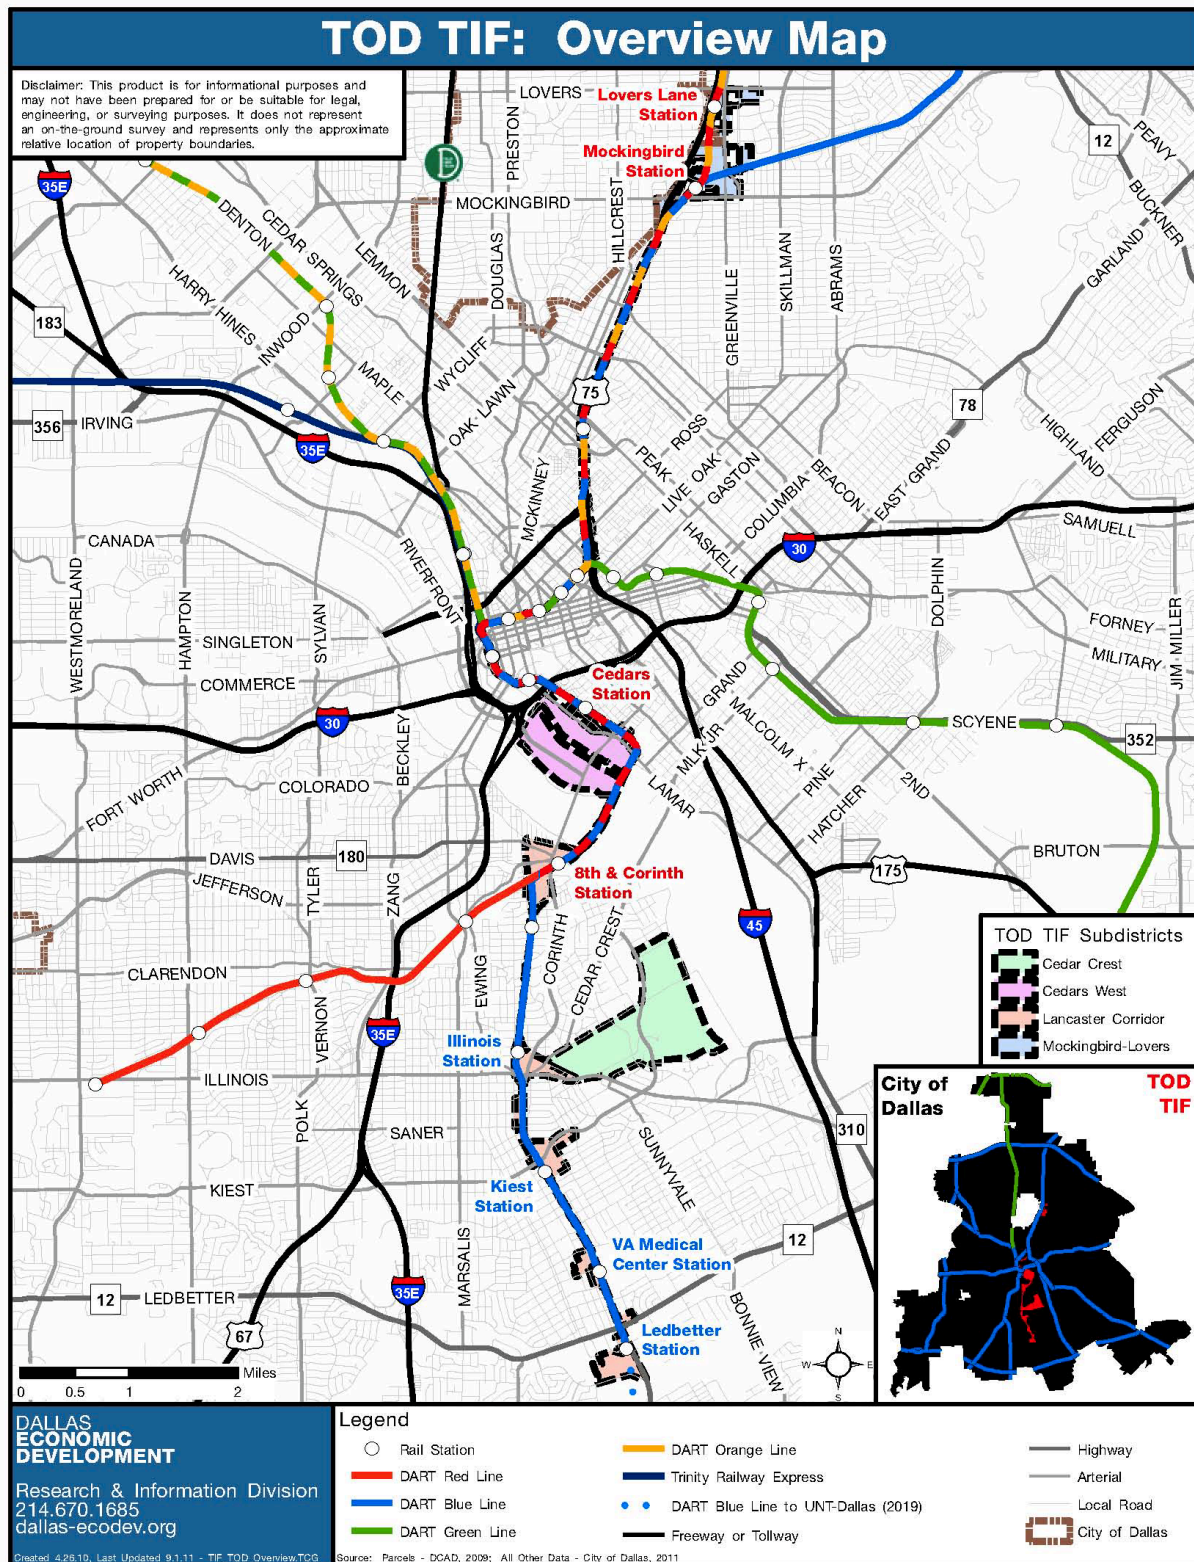 TOD TIF: Overview Map
Disclaimer: This product is for informational purposes and
may not have been prepared for or be suitable for legal,
engineering, or surveying purposes. It does not represent
an on-the-ground survey and represents only the approximate
relative location of property boundaries.
LOVERS
Lovers Lane
Station
Mockingbird
Station
PRESTON
HILLCREST
MOCKINGBIRD
DOUGLAS
GREENVILLE
SKILLMAN
ABRAMS
12
PEAVY
BUCKNER
GARLAND
35E
DENTON
CEDAR SPRINGS
LEMMON
HARRY HINES
INWOOD
MAPLE
WYCLIFF
OAK LAWN
183
356
IRVING
35E
75
78
ROSS
PEAK
LIVE OAK
GASTON
COLUMBIA
BEACON
EAST GRAND
HIGHLAND
FERGUSON
MCKINNEY
HASKELL
30
SAMUELL
CANADA
RIVERFRONT
WESTMORELAND
HAMPTON
SYLVAN
SINGLETON
COMMERCE
DOLPHIN
FORNEY
MILITARY
JIM MILLER
Cedars
Station
GRAND
MALCOLM X
MLK JR
PINE
SCYENE
352
30
BECKLEY
FORT WORTH
COLORADO
LAMAR
HATCHER
2ND
DAVIS
180
JEFFERSON
TYLER
ZANG
8th & Corinth
Station
175
BRUTON
45
CLARENDON
EWING
CORINTH
CEDAR CREST
VERNON
35E
Illinois
Station
ILLINOIS
POLK
SANER
SUNNYVALE
310
KIEST
Kiest
Station
MARSALIS
VA Medical
Center Station
12
12
LEDBETTER
35E
67
Ledbetter
Station
BONNIE VIEW
TOD TIF Subdistricts
Cedar Crest
Cedars West
Lancaster Corridor
Mockingbird-Lovers
City of
Dallas
TOD
TIF
N
W
E
S
Miles
0 0.5 1 2
DALLAS
ECONOMIC
DEVELOPMENT
Research & Information Division
214.670.1685
dallas-ecodev.org
Created 4.26.10, Last Updated 9.1.11 - TIF TOD Overview.TCG
Legend
Rail Station
DART Red Line
DART Blue Line
DART Green Line
DART Orange Line
Trinity Railway Express
DART Blue Line to UNT-Dallas (2019)
Freeway or Tollway
Highway
Arterial
Local Road
City of Dallas
Source: Parcels - DCAD, 2009; All Other Data - City of Dallas, 2011